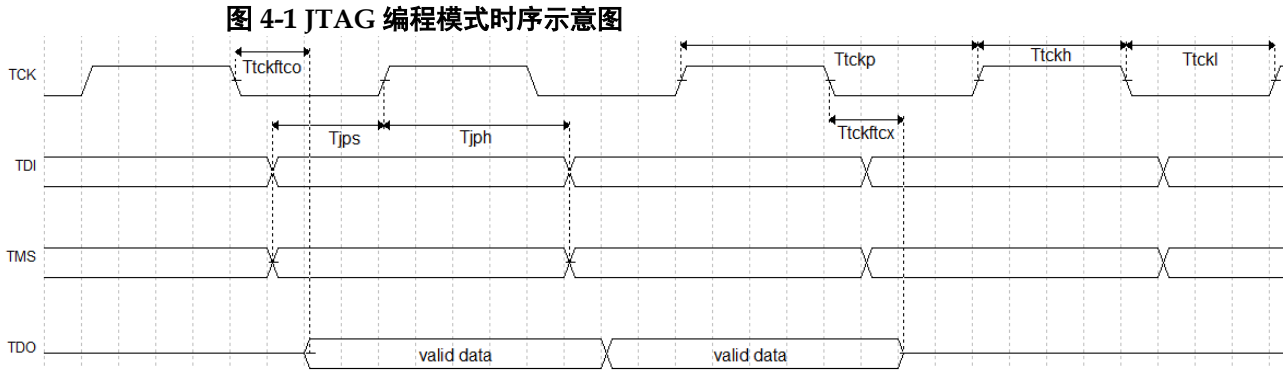 图 4-1 JTAG 编程模式时序示意图
TCK
Ttckftco
Ttckp
Ttckh
Ttckl
Tjps
Tjph
Ttckftcx
TDI
TMS
TDO
valid data
valid data